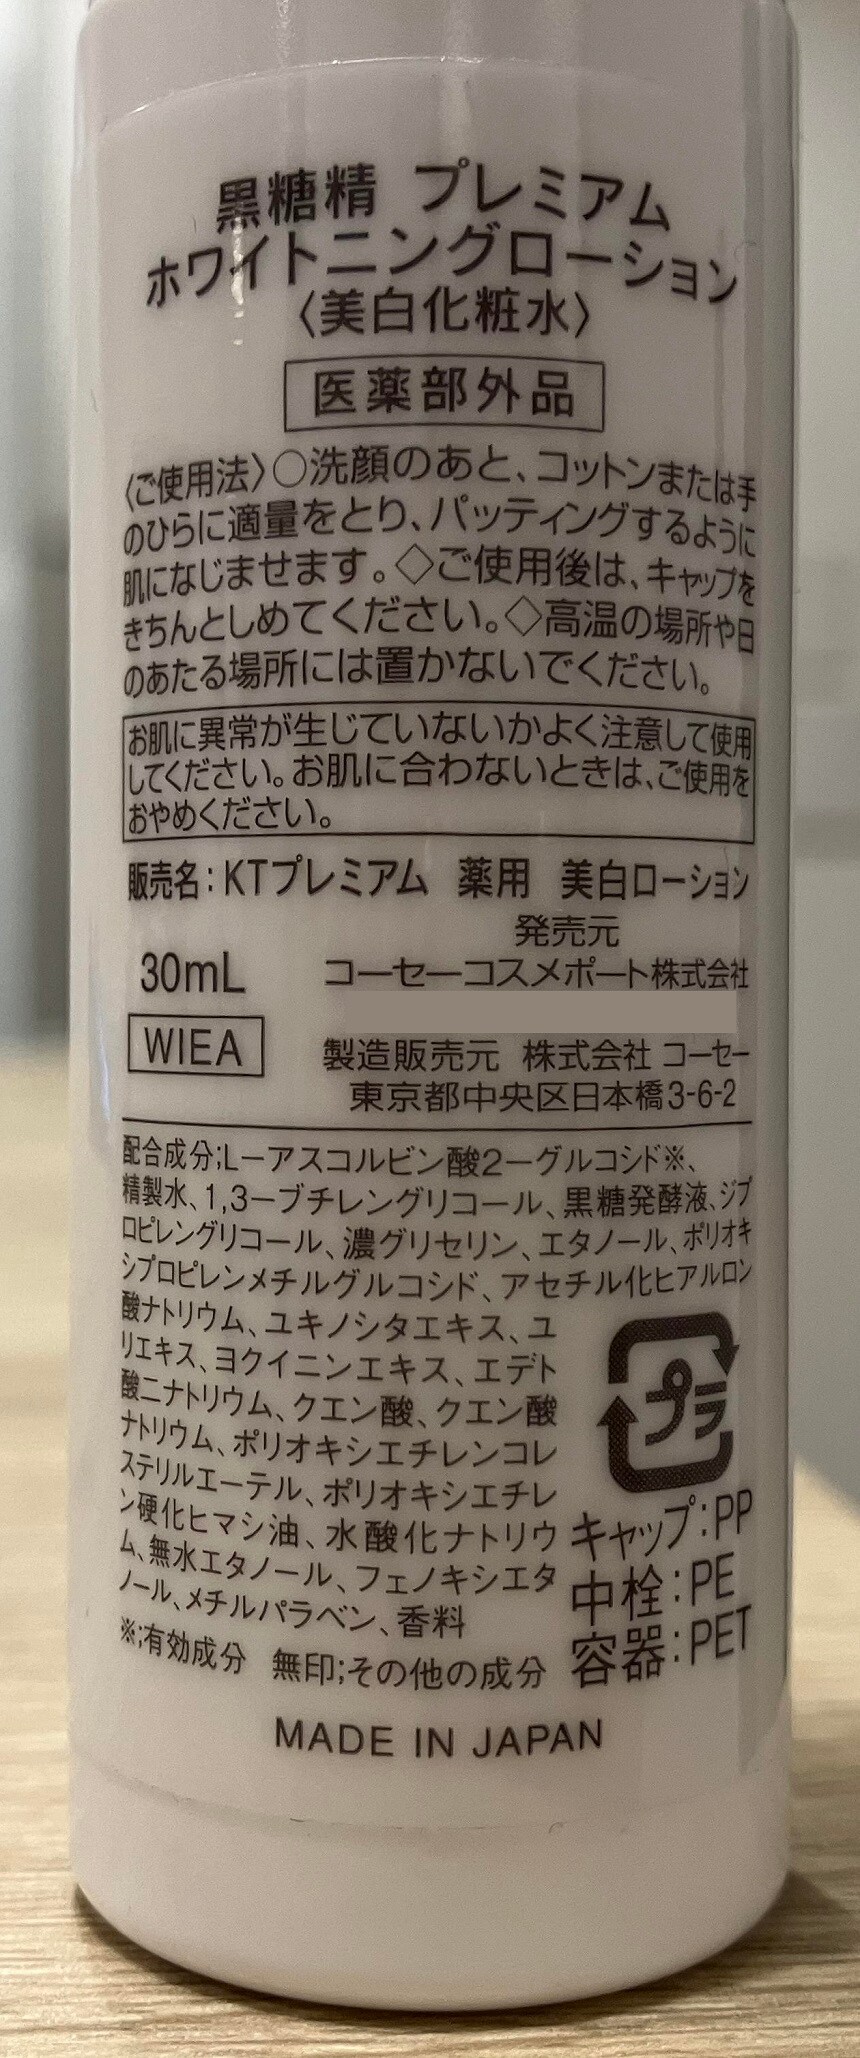 黒糖精 プレミアム
ホワイトニングローション
〈美白化粧水〉
医薬部外品
〈ご使用法〉○洗顔のあと、コットンまたは手
のひらに適量をとり、パッティングするように
肌になじませます。◇ご使用後は、キャップを
きちんとしめてください。◇高温の場所や日
のあたる場所には置かないでください。
お肌に異常が生じていないかよく注意して使用
してください。お肌に合わないときは、ご使用を
おやめください。
販売名:KTプレミアム 薬用 美白ローション
発売元
30mL
コーセーコスメポート株式会社
WIEA
製造販売元 株式会社 コーセー
東京都中央区日本橋3-6-2
配合成分;L－アスコルビン酸2－グルコシド※、
精製水、1,3－ブチレングリコール、黒糖発酵液、ジプ
ロピレングリコール、濃グリセリン、エタノール、ポリオキ
シプロピレンメチルグルコシド、アセチル化ヒアルロン
酸ナトリウム、ユキノシタエキス、ユ
リエキス、ヨクイニンエキス、エデト
酸二ナトリウム、クエン酸、クエン酸
ナトリウム、ポリオキシエチレンコレ
ステリルエーテル、ポリオキシエチレ
ン硬化ヒマシ油、水酸化ナトリウ
ム、無水エタノール、フェノキシエタ
ノール、メチルパラベン、香料
※;有効成分 無印;その他の成分
プラ
キャップ:PP
中栓:PE
容器:PET
MADE IN JAPAN